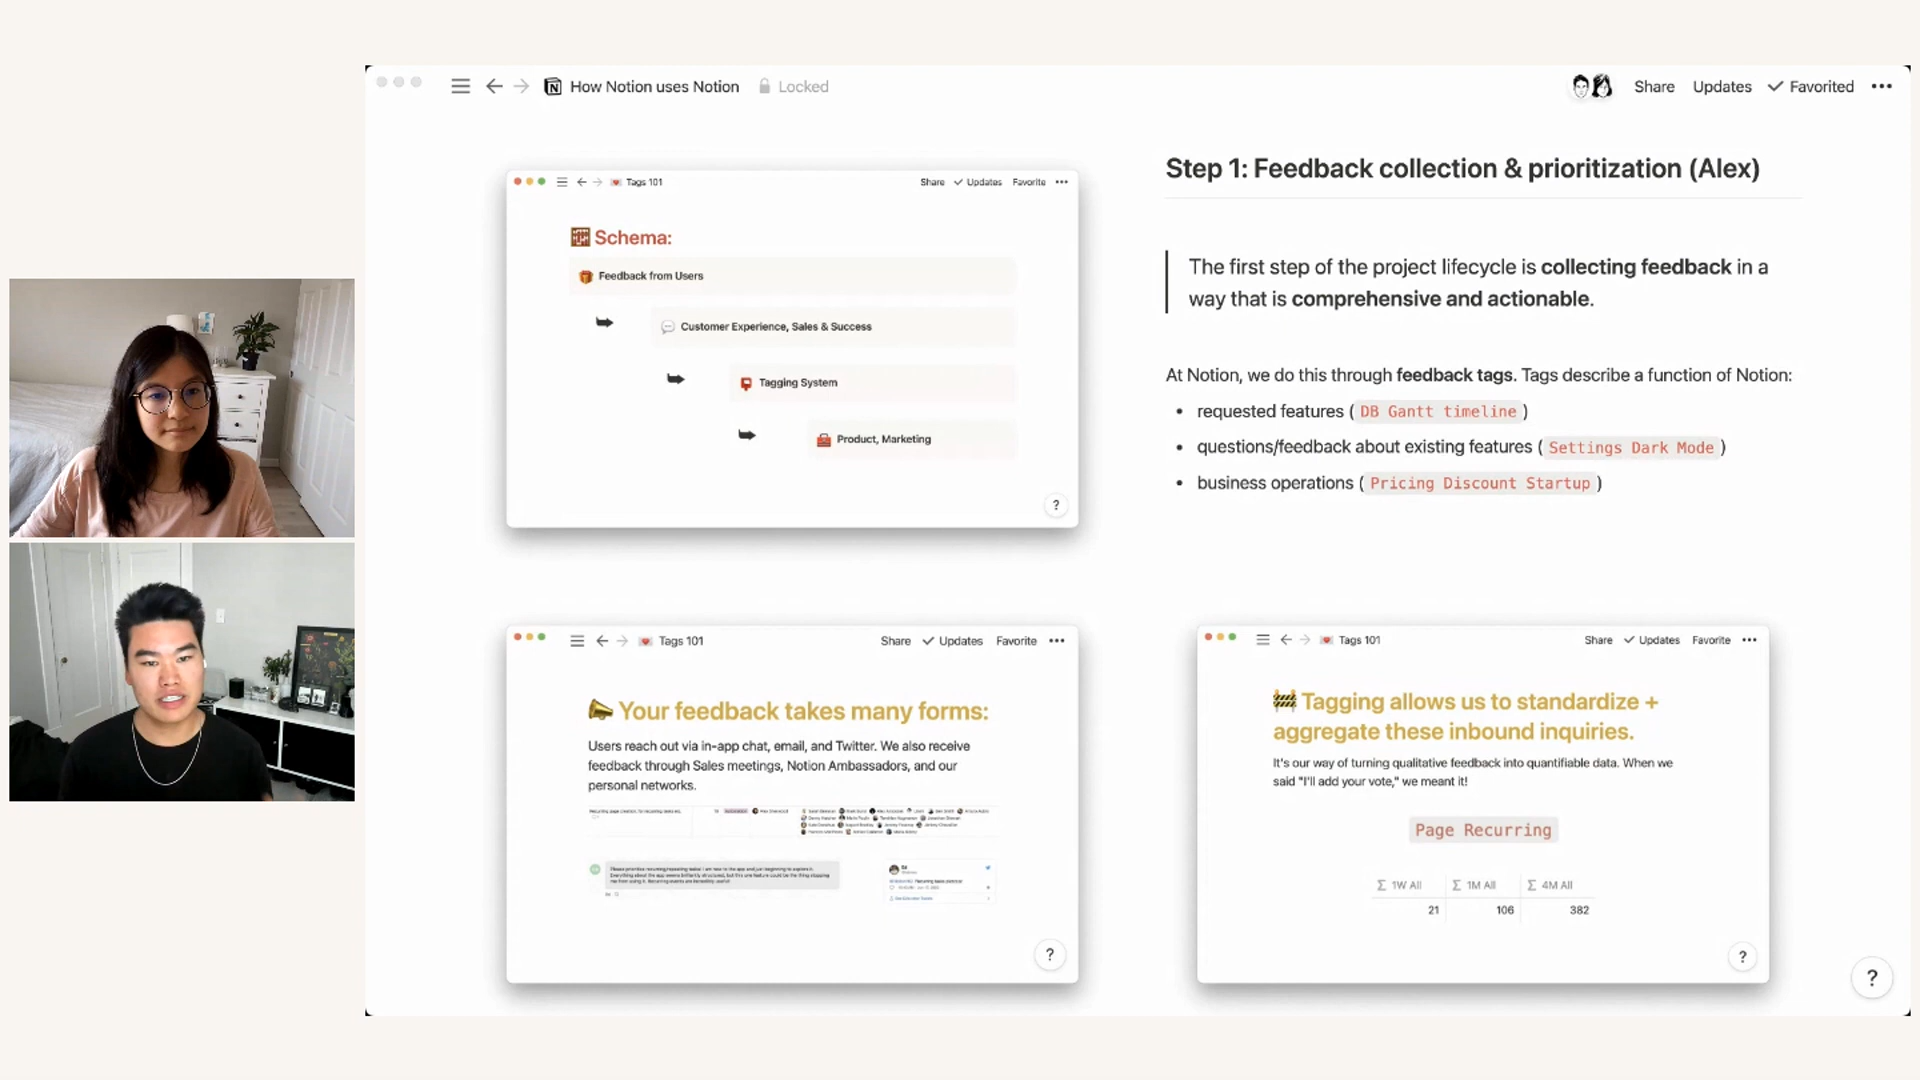 How Notion uses Notion Locked
Share Updates Favorited
Tags 101
Share Updates Favorite
Schema:
Feedback from Users
Customer Experience, Sales & Success
Tagging System
Product, Marketing
?
Step 1: Feedback collection & prioritization (Alex)
The first step of the project lifecycle is collecting feedback in a
way that is comprehensive and actionable.
At Notion, we do this through feedback tags. Tags describe a function of Notion:
• requested features ( DB Gantt timeline )
• questions/feedback about existing features ( Settings Dark Mode )
• business operations ( Pricing Discount Startup )
Tags 101
Share Updates Favorite
Your feedback takes many forms:
Users reach out via in-app chat, email, and Twitter. We also receive
feedback through Sales meetings, Notion Ambassadors, and our
personal networks.
?
Tags 101
Share Updates Favorite
Tagging allows us to standardize +
aggregate these inbound inquiries.
It's our way of turning qualitative feedback into quantifiable data. When we
said "I'll add your vote," we meant it!
Page Recurring
Σ 1W All Σ 1M All Σ 4M All
21 106 382
?
?